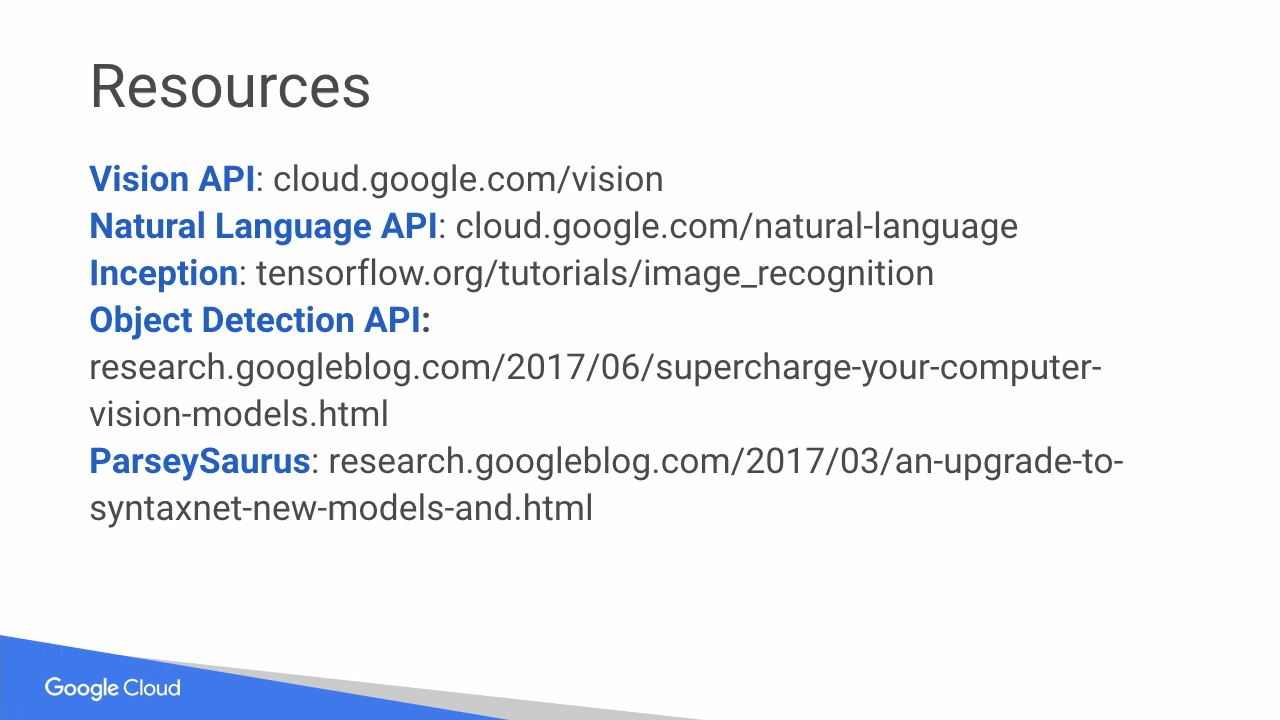 Resources
Vision API: cloud.google.com/vision
Natural Language API: cloud.google.com/natural-language
Inception: tensorflow.org/tutorials/image_recognition
Object Detection API:
research.googleblog.com/2017/06/supercharge-your-computer-
vision-models.html
ParseySaurus: research.googleblog.com/2017/03/an-upgrade-to-
syntaxnet-new-models-and.html
Google Cloud